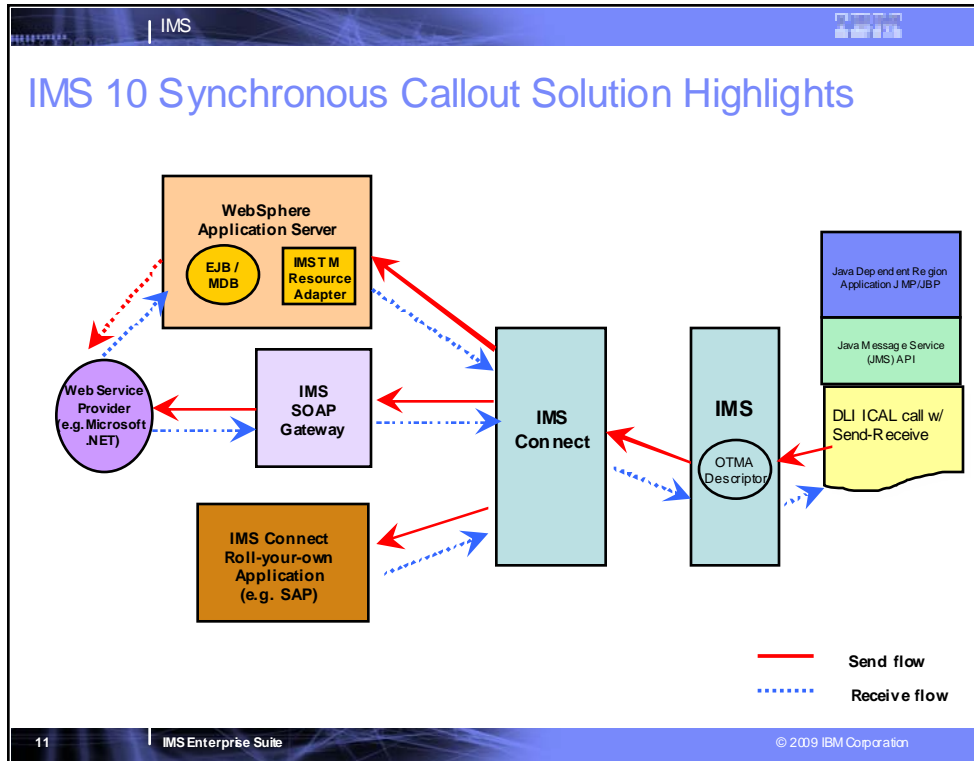 IMS
IBM
IMS 10 Synchronous Callout Solution Highlights
WebSphere
Application Server
EJB /
MDB
IMS TM
Resource
Adapter
Web Service
Provider
(e.g. Microsoft
.NET)
IMS
SOAP
Gateway
IMS Connect
Roll-your-own
Application
(e.g. SAP)
IMS
Connect
IMS
OTMA
Descriptor
Java Dependent Region
Application JMP/JBP
Java Message Service
(JMS) API
DLI ICAL call w/
Send-Receive
Send flow
Receive flow
11
IMS Enterprise Suite
© 2009 IBM Corporation